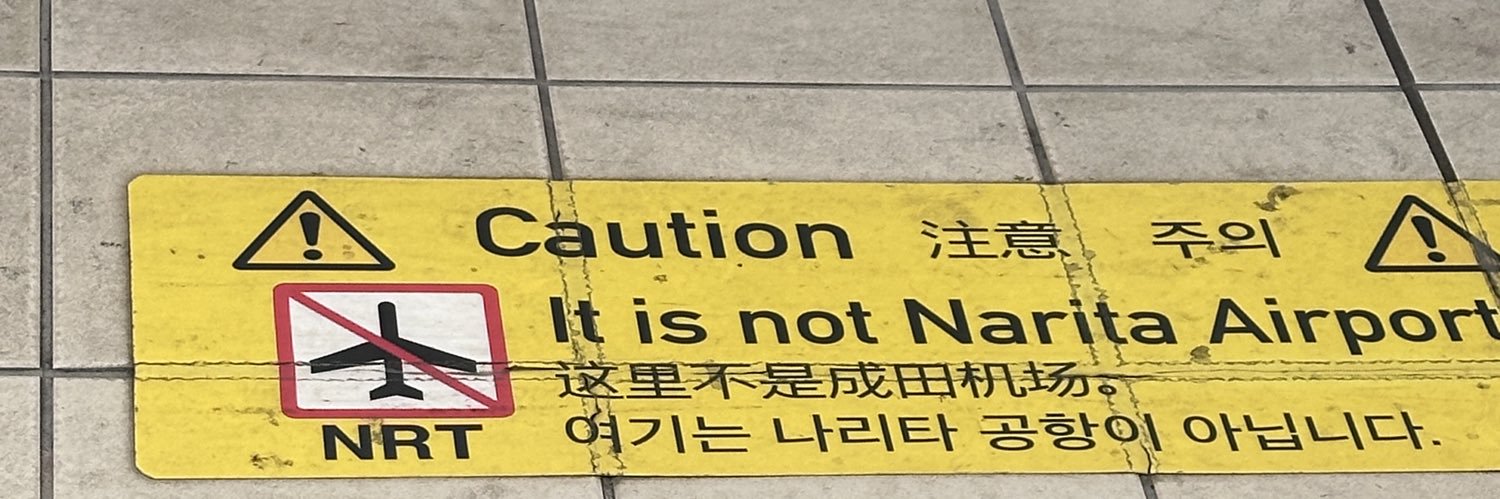 Caution 注意 주의
It is not Narita Airport
这里不是成田机场。
여기는 나리타 공항이 아닙니다.
NRT